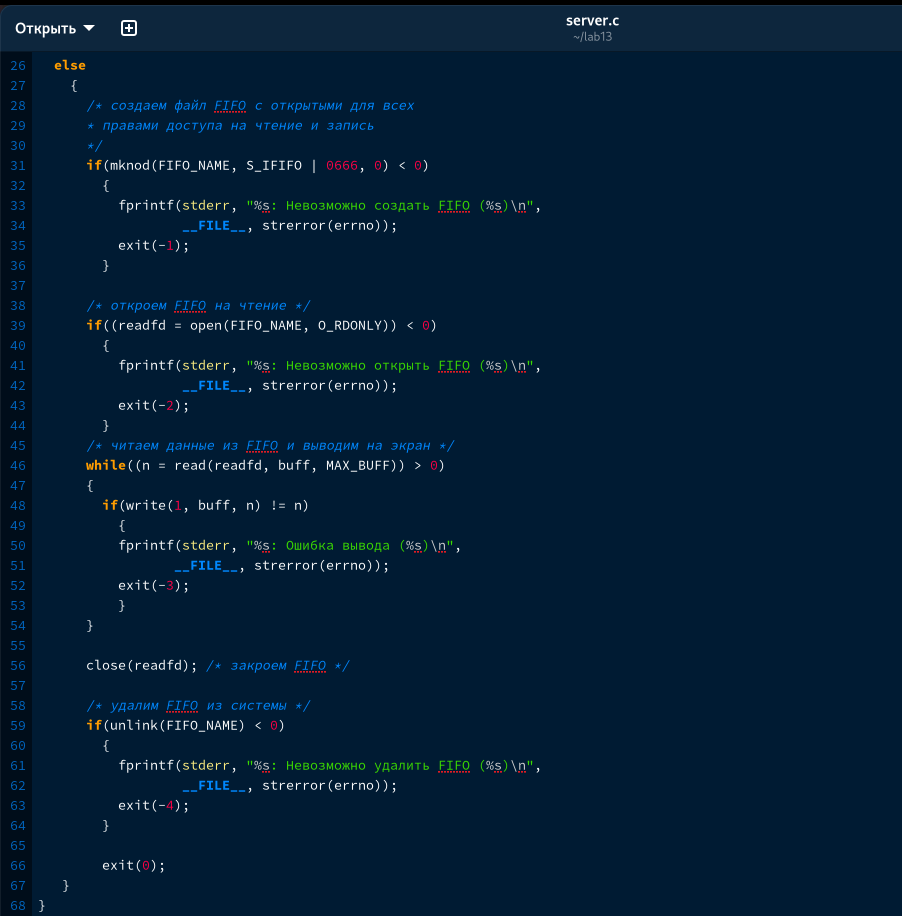 Открыть
server.c
~/lab13
26 else
27 {
28 /* создаем файл FIFO с открытыми для всех
29 * правами доступа на чтение и запись
30 */
31 if(mknod(FIFO_NAME, S_IFIFO | 0666, 0) < 0)
32 {
33 fprintf(stderr, "%s: Невозможно создать FIFO (%s)\n",
34 __FILE__, strerror(errno));
35 exit(-1);
36 }
37
38 /* откроем FIFO на чтение */
39 if((readfd = open(FIFO_NAME, O_RDONLY)) < 0)
40 {
41 fprintf(stderr, "%s: Невозможно открыть FIFO (%s)\n",
42 __FILE__, strerror(errno));
43 exit(-2);
44 }
45 /* читаем данные из FIFO и выводим на экран */
46 while((n = read(readfd, buff, MAX_BUFF)) > 0)
47 {
48 if(write(1, buff, n) != n)
49 {
50 fprintf(stderr, "%s: Ошибка вывода (%s)\n",
51 __FILE__, strerror(errno));
52 exit(-3);
53 }
54 }
55
56 close(readfd); /* закроем FIFO */
57
58 /* удалим FIFO из системы */
59 if(unlink(FIFO_NAME) < 0)
60 {
61 fprintf(stderr, "%s: Невозможно удалить FIFO (%s)\n",
62 __FILE__, strerror(errno));
63 exit(-4);
64 }
65
66 exit(0);
67 }
68 }